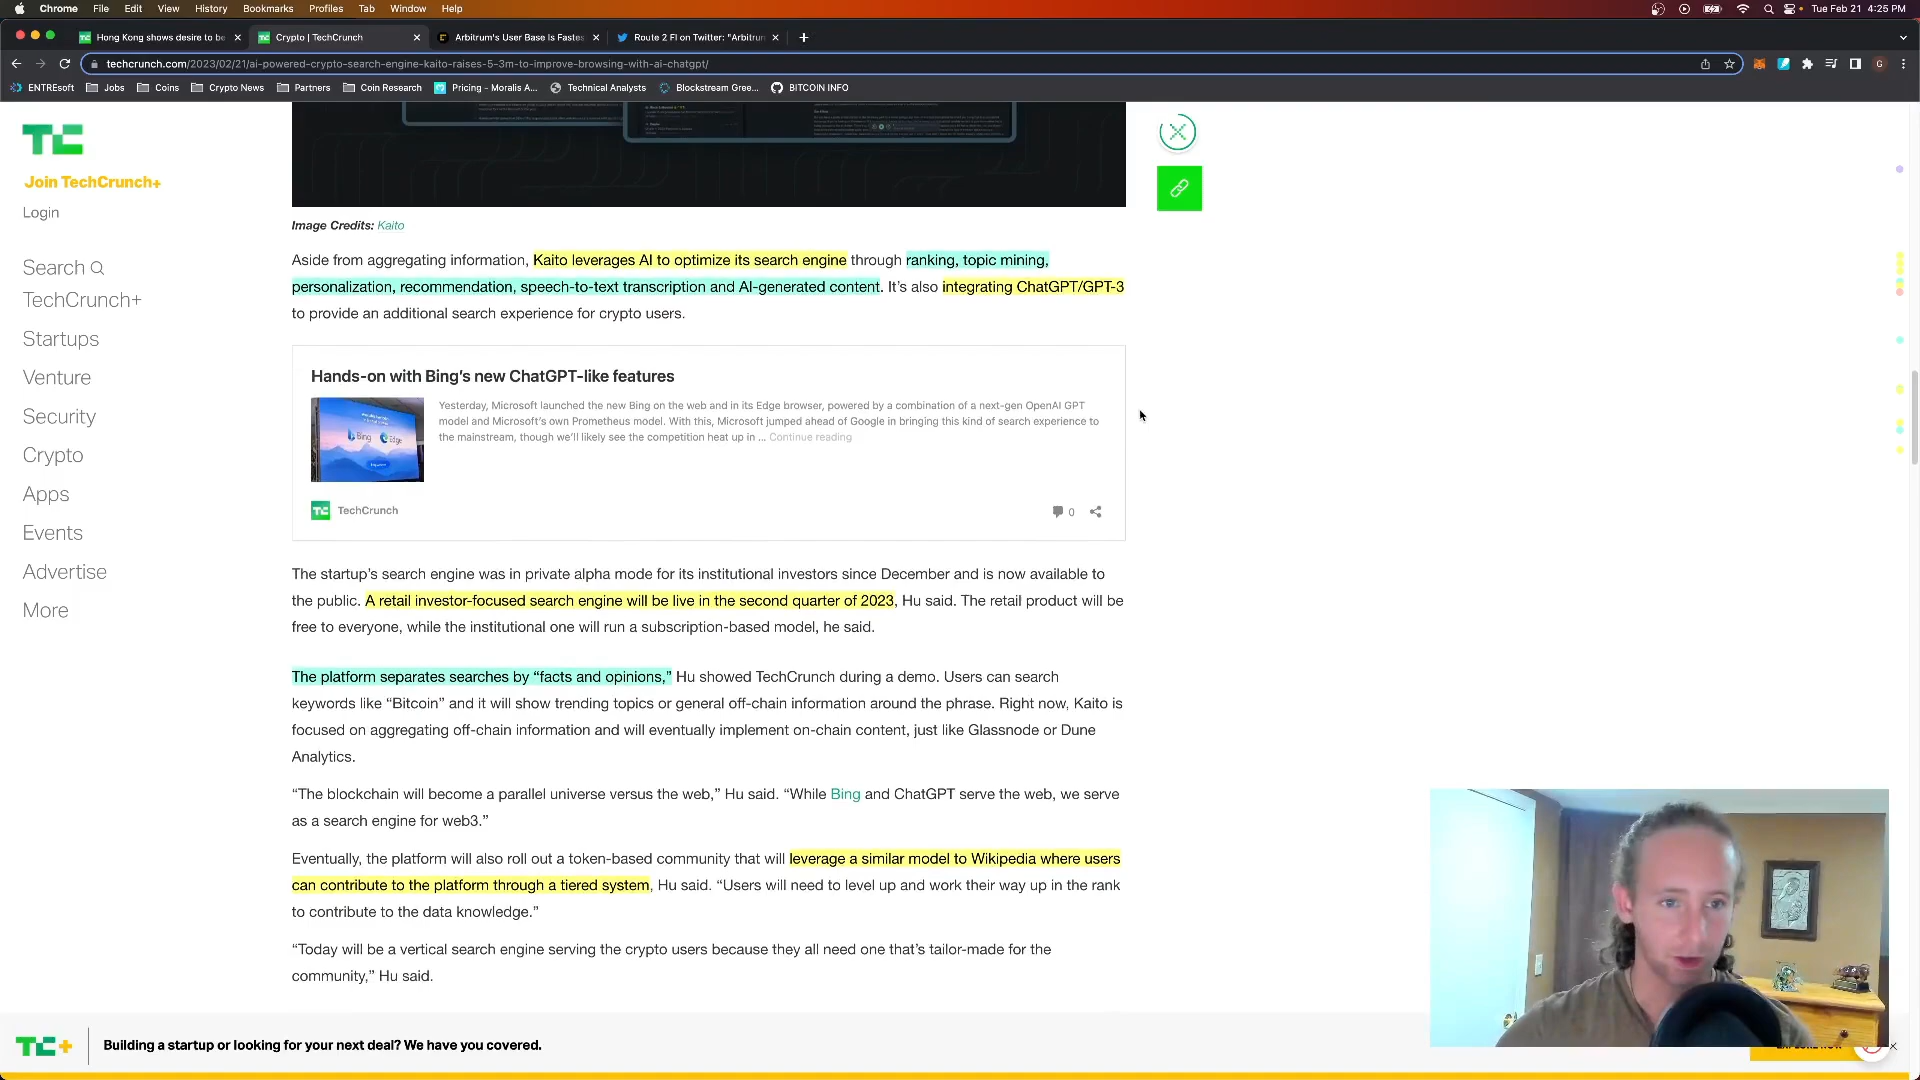 Chrome File Edit View History Bookmarks Profiles Tab Window Help Tue Feb 21 4:25 PM
Hong Kong shows desire to be Crypto | TechCrunch Arbitrum's User Base Is Fastes Route 2 FI on Twitter: "Arbitrum
techcrunch.com/2023/02/21/ai-powered-crypto-search-engine-kaito-raises-5-3m-to-improve-browsing-with-ai-chatgpt/
ENTREsoft Jobs Coins Crypto News Partners Coin Research Pricing - Moralis A... Technical Analysts Blockstream Gree... BITCOIN INFO
TC
Join TechCrunch+
Login
Search
TechCrunch+
Startups
Venture
Security
Crypto
Apps
Events
Advertise
More
Image Credits: Kaito
Aside from aggregating information, Kaito leverages AI to optimize its search engine through ranking, topic mining,
personalization, recommendation, speech-to-text transcription and AI-generated content. It’s also integrating ChatGPT/GPT-3
to provide an additional search experience for crypto users.
Hands-on with Bing’s new ChatGPT-like features
Yesterday, Microsoft launched the new Bing on the web and in its Edge browser, powered by a combination of a next-gen OpenAI GPT
model and Microsoft’s own Prometheus model. With this, Microsoft jumped ahead of Google in bringing this kind of search experience to
the mainstream, though we’ll likely see the competition heat up in ... Continue reading
Bing Edge
TC TechCrunch 0
The startup’s search engine was in private alpha mode for its institutional investors since December and is now available to
the public. A retail investor-focused search engine will be live in the second quarter of 2023, Hu said. The retail product will be
free to everyone, while the institutional one will run a subscription-based model, he said.
The platform separates searches by “facts and opinions,” Hu showed TechCrunch during a demo. Users can search
keywords like “Bitcoin” and it will show trending topics or general off-chain information around the phrase. Right now, Kaito is
focused on aggregating off-chain information and will eventually implement on-chain content, just like Glassnode or Dune
Analytics.
“The blockchain will become a parallel universe versus the web,” Hu said. “While Bing and ChatGPT serve the web, we serve
as a search engine for web3.”
Eventually, the platform will also roll out a token-based community that will leverage a similar model to Wikipedia where users
can contribute to the platform through a tiered system, Hu said. “Users will need to level up and work their way up in the rank
to contribute to the data knowledge.”
“Today will be a vertical search engine serving the crypto users because they all need one that’s tailor-made for the
community,” Hu said.
TC+ Building a startup or looking for your next deal? We have you covered.